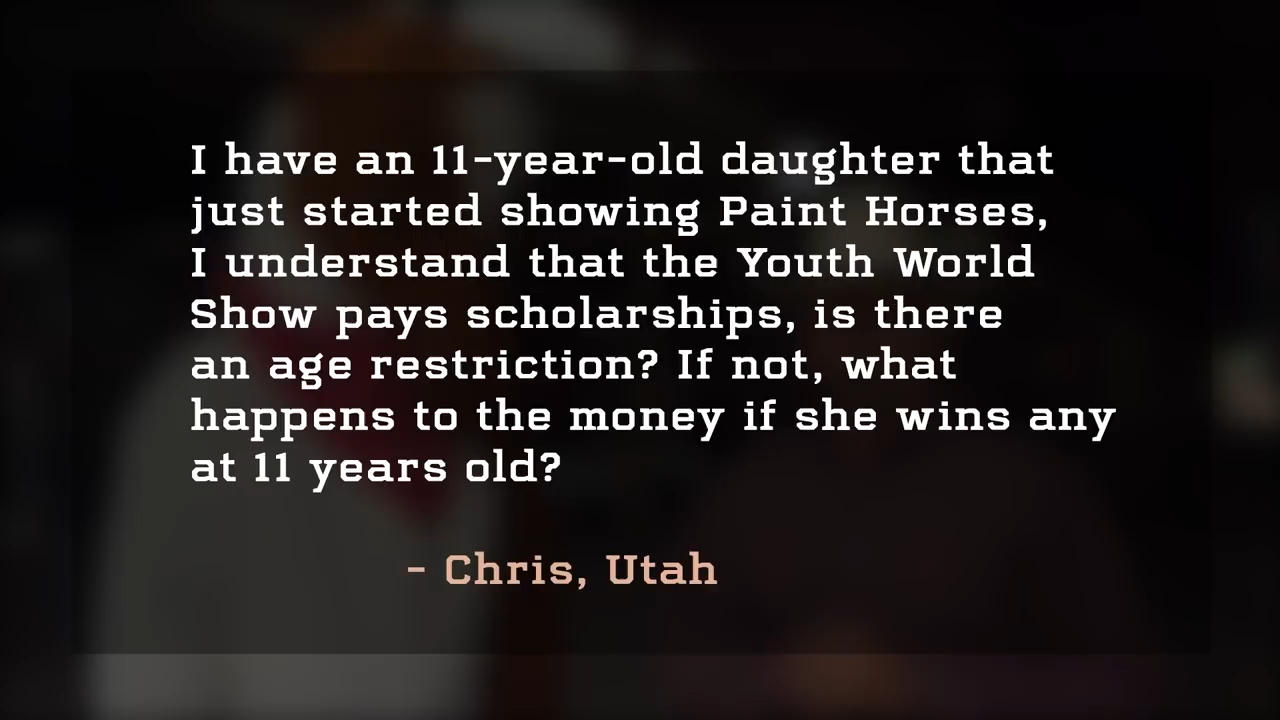 I have an 11-year-old daughter that
just started showing Paint Horses,
I understand that the Youth World
Show pays scholarships, is there
an age restriction? If not, what
happens to the money if she wins any
at 11 years old?
- Chris, Utah